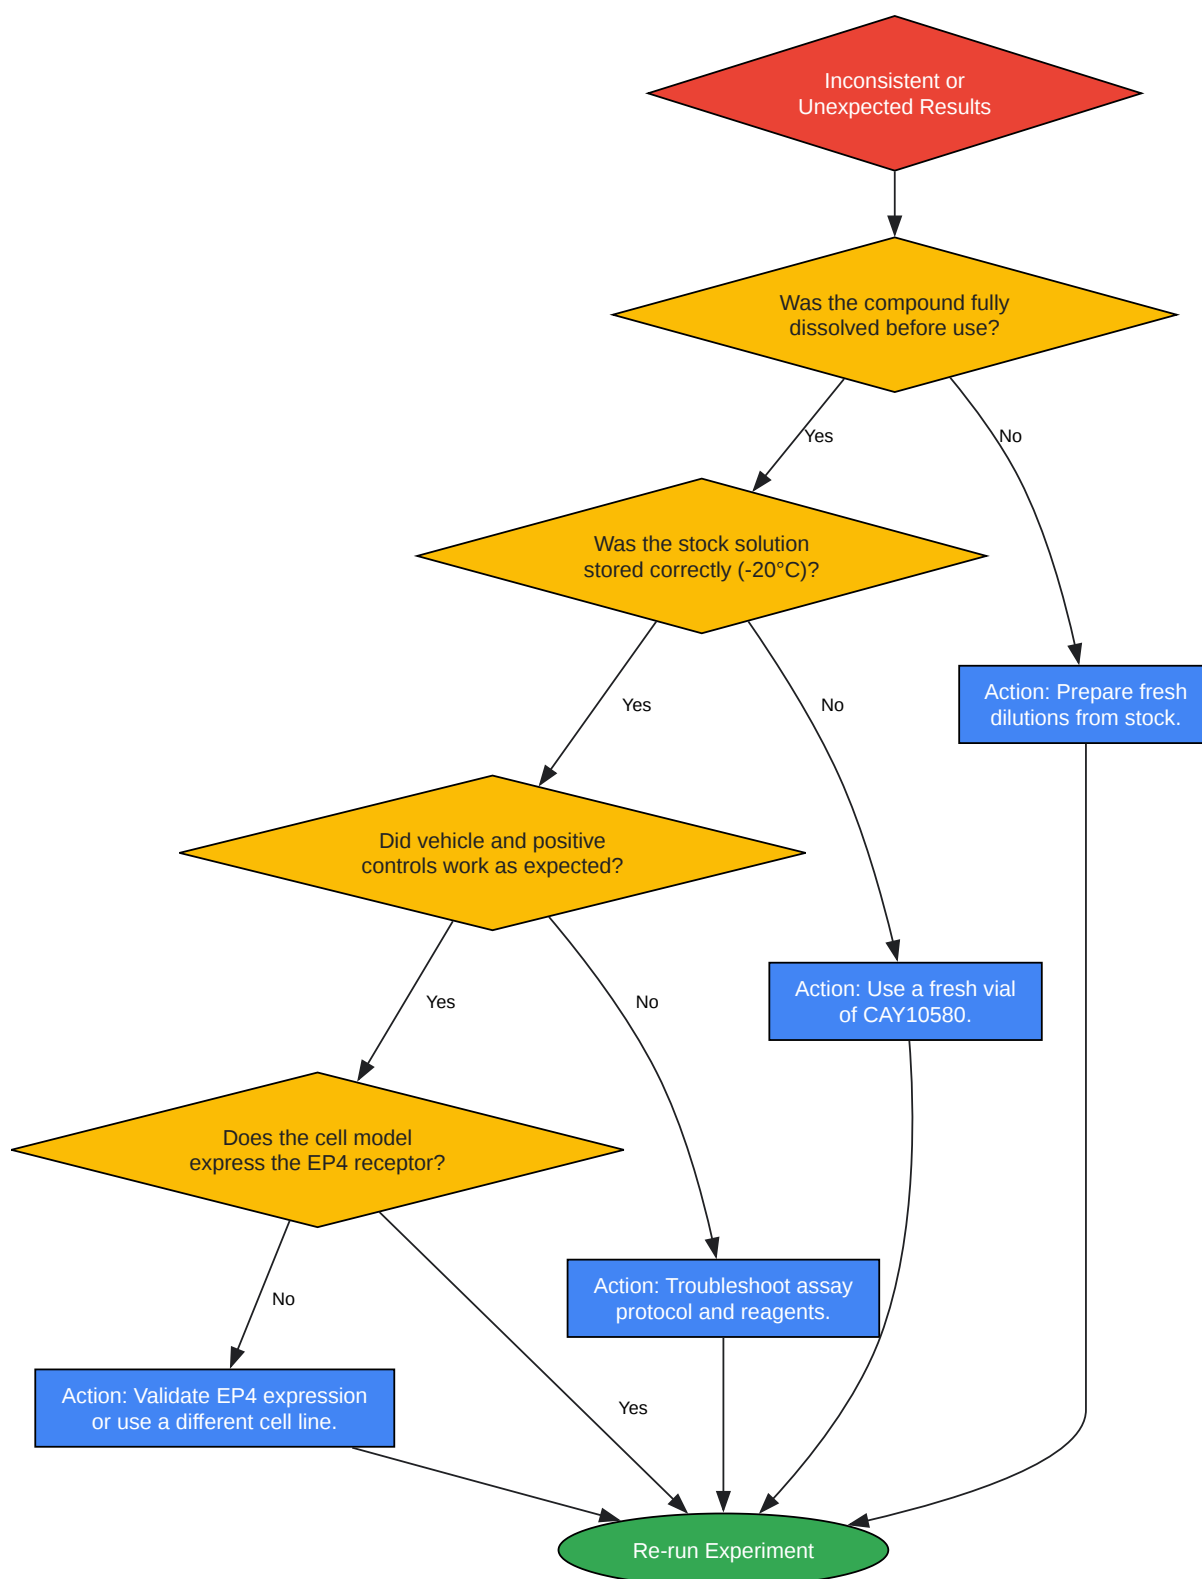 Inconsistent or
Unexpected Results
Was the compound fully
dissolved before use?
Yes
No
Was the stock solution
stored correctly (-20°C)?
Yes
No
Action: Prepare fresh
dilutions from stock.
Did vehicle and positive
controls work as expected?
Yes
No
Action: Use a fresh vial
of CAY10580.
Does the cell model
express the EP4 receptor?
No
Yes
Action: Troubleshoot assay
protocol and reagents.
Action: Validate EP4 expression
or use a different cell line.
Re-run Experiment